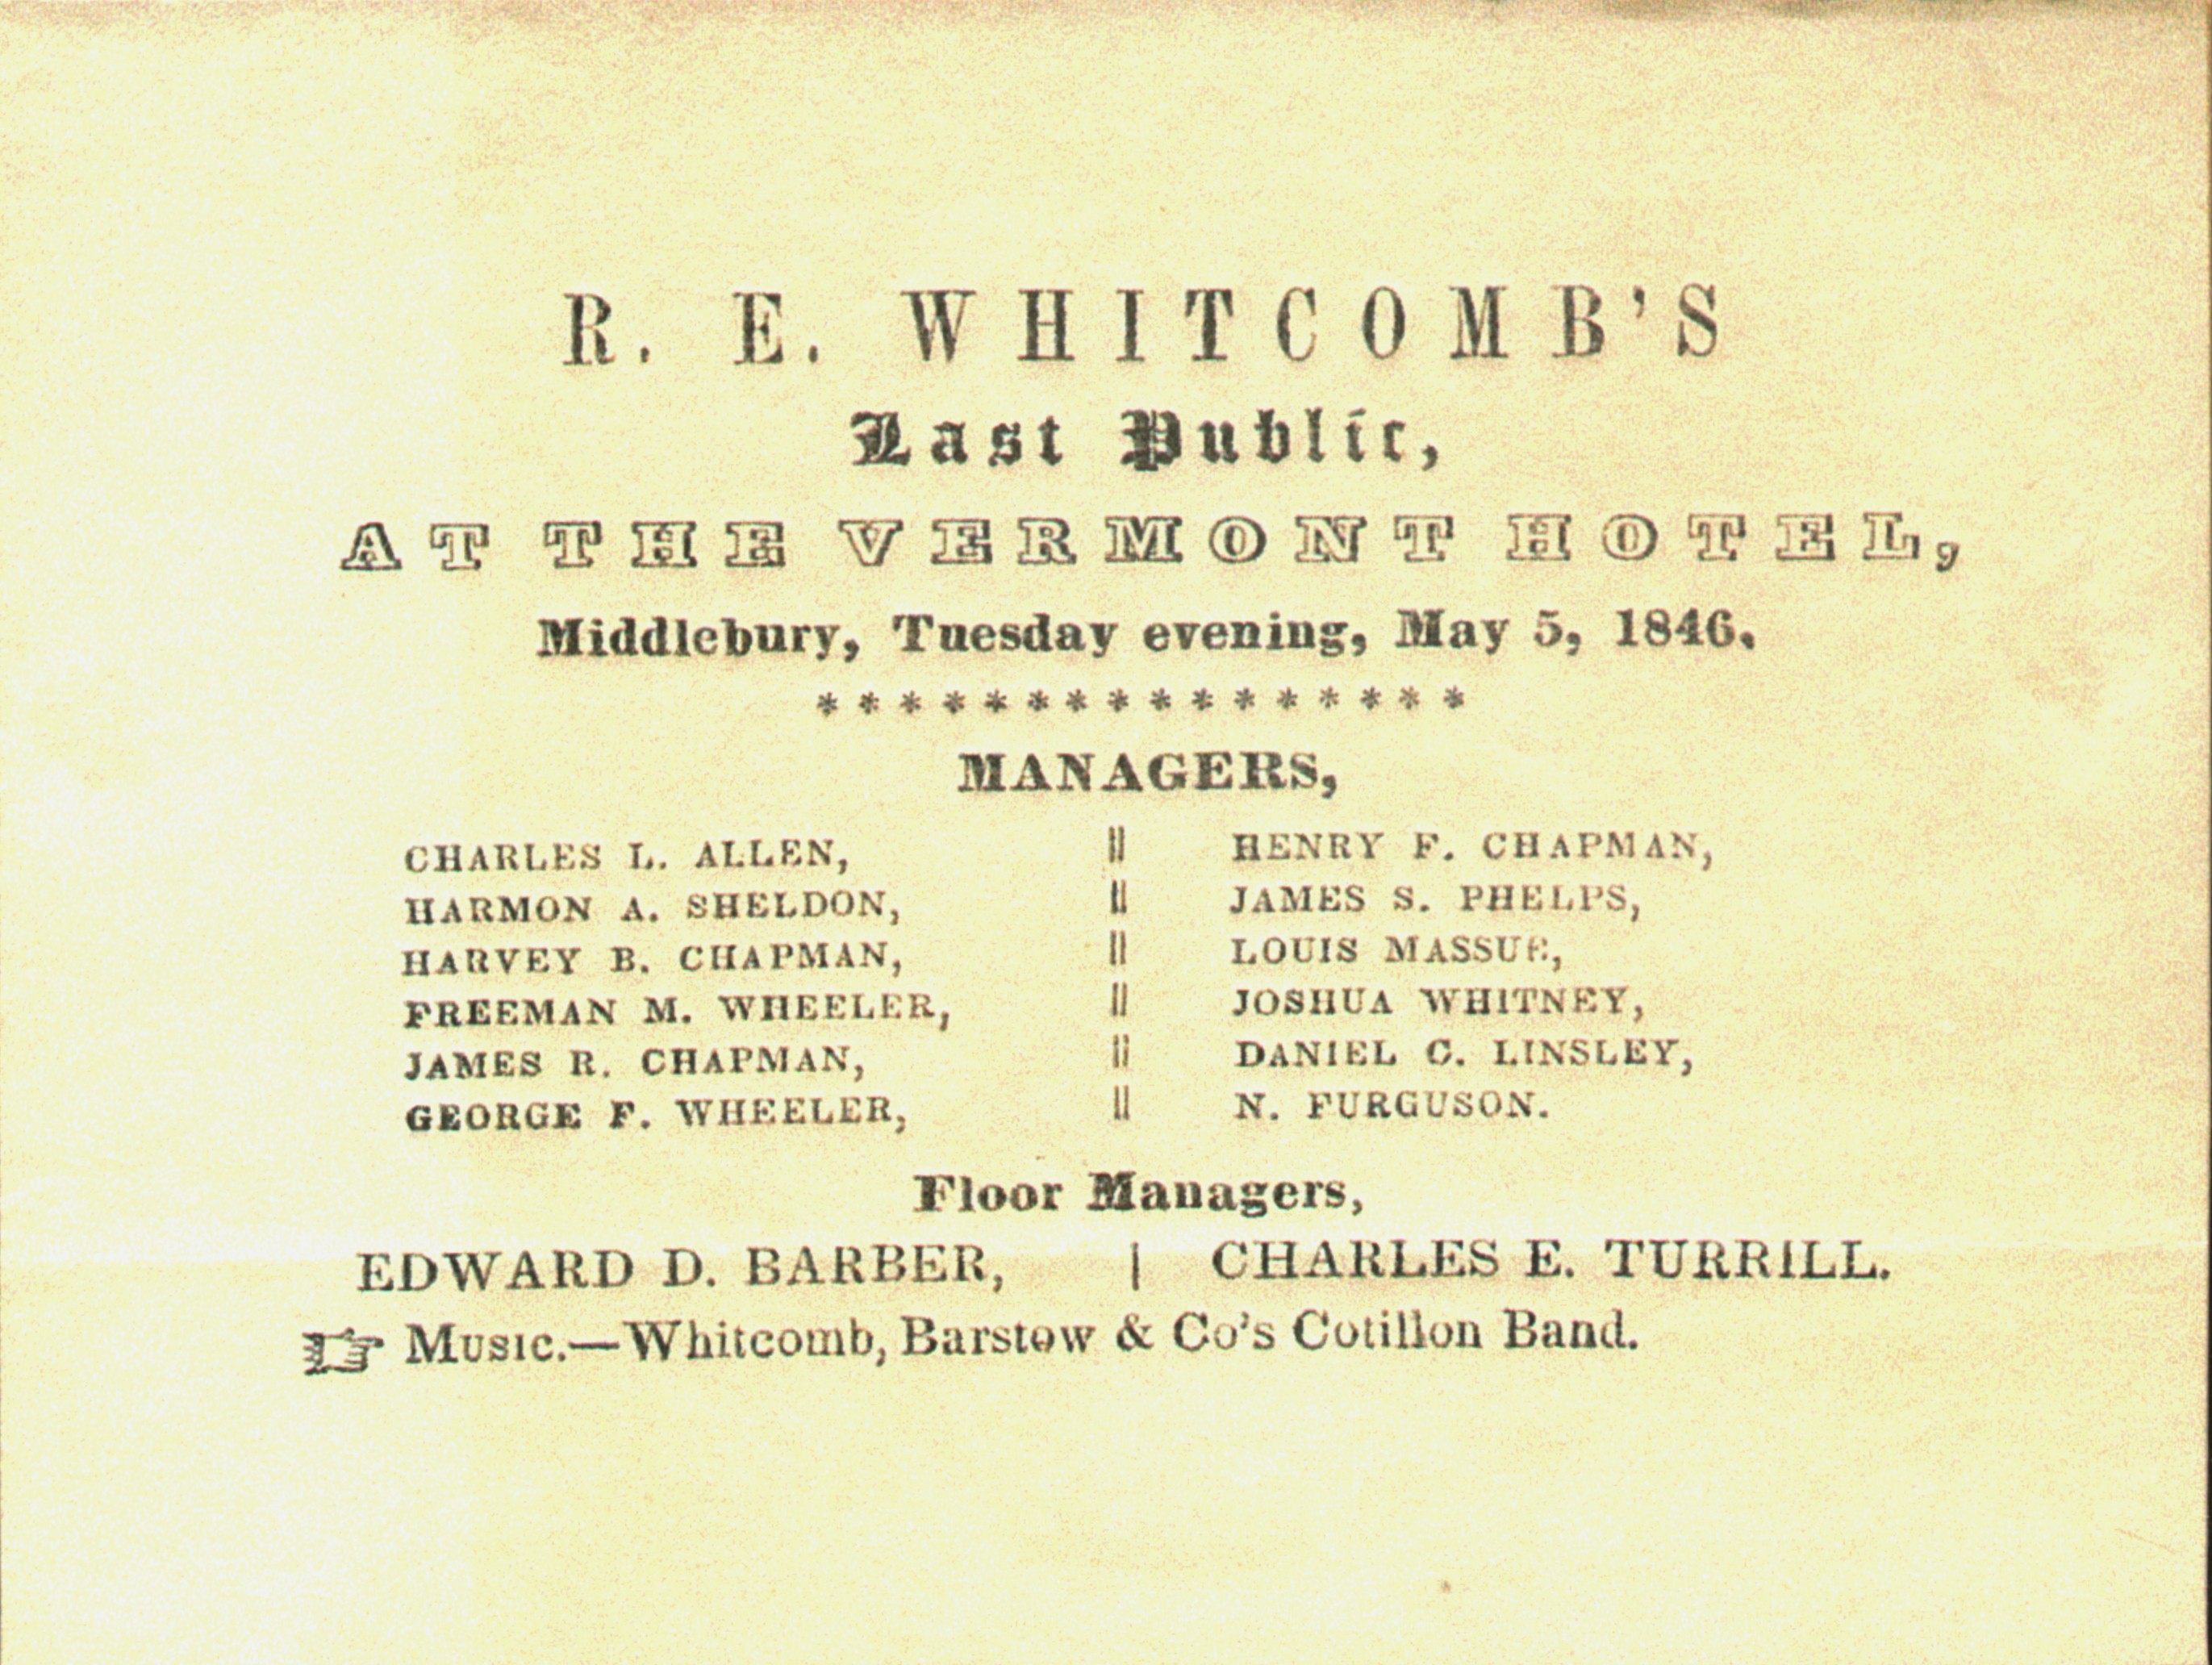 R. E. WHITCOMB'S
Last Public,
AT THE VERMONT HOTEL,
Middlebury, Tuesday evening, May 5, 1846.
* * * * * * * * * * * * * * * *
MANAGERS,
CHARLES L. ALLEN, || HENRY F. CHAPMAN,
HARMON A. SHELDON, || JAMES S. PHELPS,
HARVEY B. CHAPMAN, || LOUIS MASSUE,
FREEMAN M. WHEELER, || JOSHUA WHITNEY,
JAMES R. CHAPMAN, || DANIEL C. LINSLEY,
GEORGE F. WHEELER, || N. FURGUSON.
Floor Managers,
EDWARD D. BARBER, | CHARLES E. TURRILL.
☞ Music.—Whitcomb, Barstow & Co's Cotillon Band.